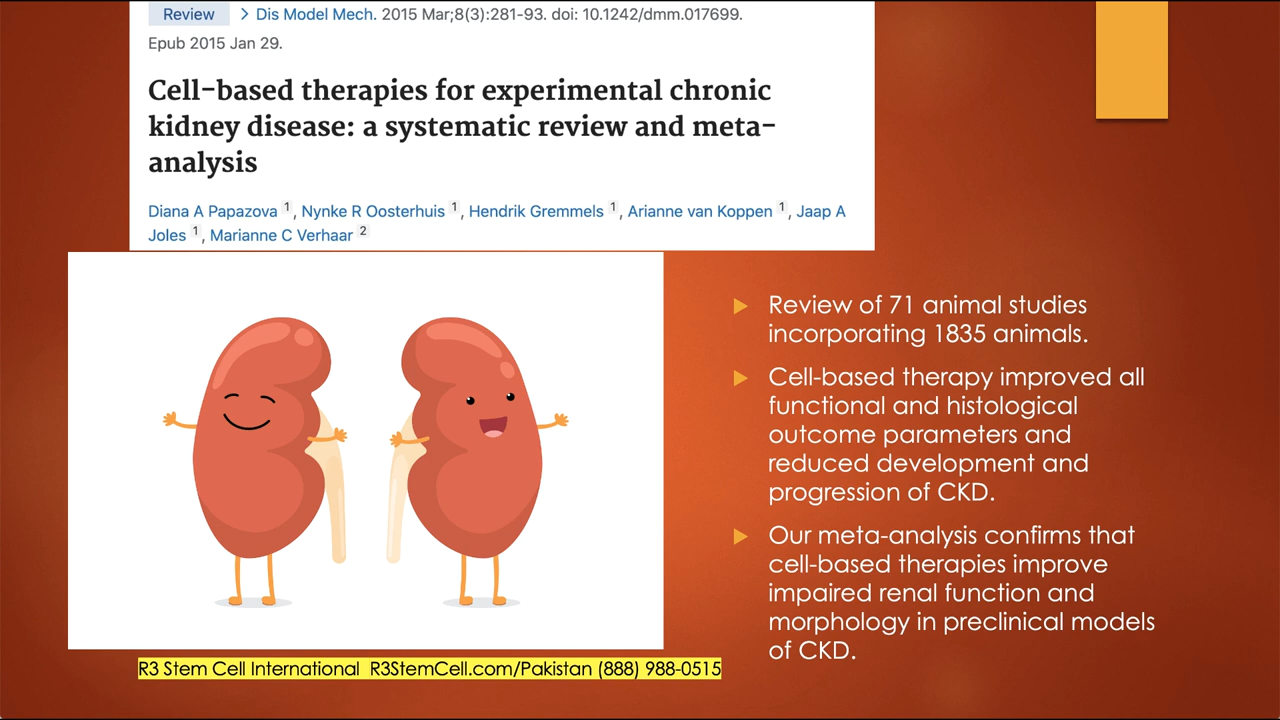 Review > Dis Model Mech. 2015 Mar;8(3):281-93. doi: 10.1242/dmm.017699.
Epub 2015 Jan 29.
Cell-based therapies for experimental chronic
kidney disease: a systematic review and meta-
analysis
Diana A Papazova 1, Nynke R Oosterhuis 1, Hendrik Gremmels 1, Arianne van Koppen 1, Jaap A
Joles 1, Marianne C Verhaar 2
Review of 71 animal studies
incorporating 1835 animals.
Cell-based therapy improved all
functional and histological
outcome parameters and
reduced development and
progression of CKD.
Our meta-analysis confirms that
cell-based therapies improve
impaired renal function and
morphology in preclinical models
of CKD.
R3 Stem Cell International R3StemCell.com/Pakistan (888) 988-0515